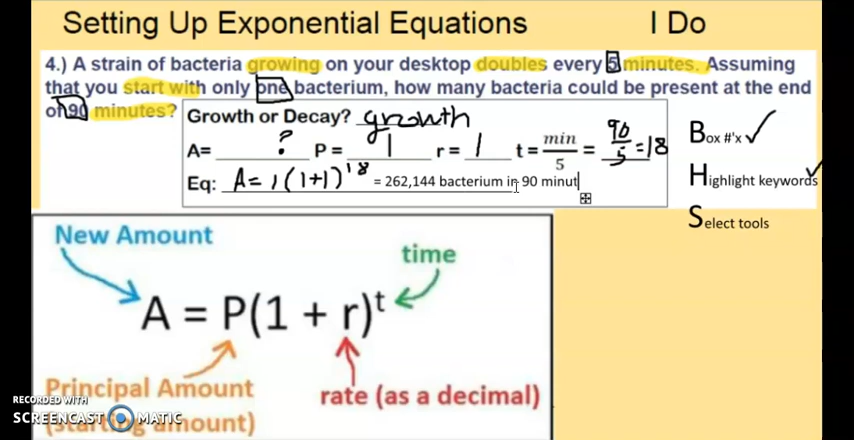 Setting Up Exponential Equations I Do
4.) A strain of bacteria growing on your desktop doubles every 5 minutes. Assuming
that you start with only one bacterium, how many bacteria could be present at the end
of 90 minutes?
Growth or Decay? growth
A= ? P = 1 r = 1 t = min/5 = 90/5 = 18
Eq: A = 1(1+1)^18 = 262,144 bacterium in 90 minut
Box #'x ✓
Highlight keywords ✓
Select tools
New Amount
time
A = P(1 + r)^t
Principal Amount
(starting amount)
rate (as a decimal)
RECORDED WITH
SCREENCAST MATIC